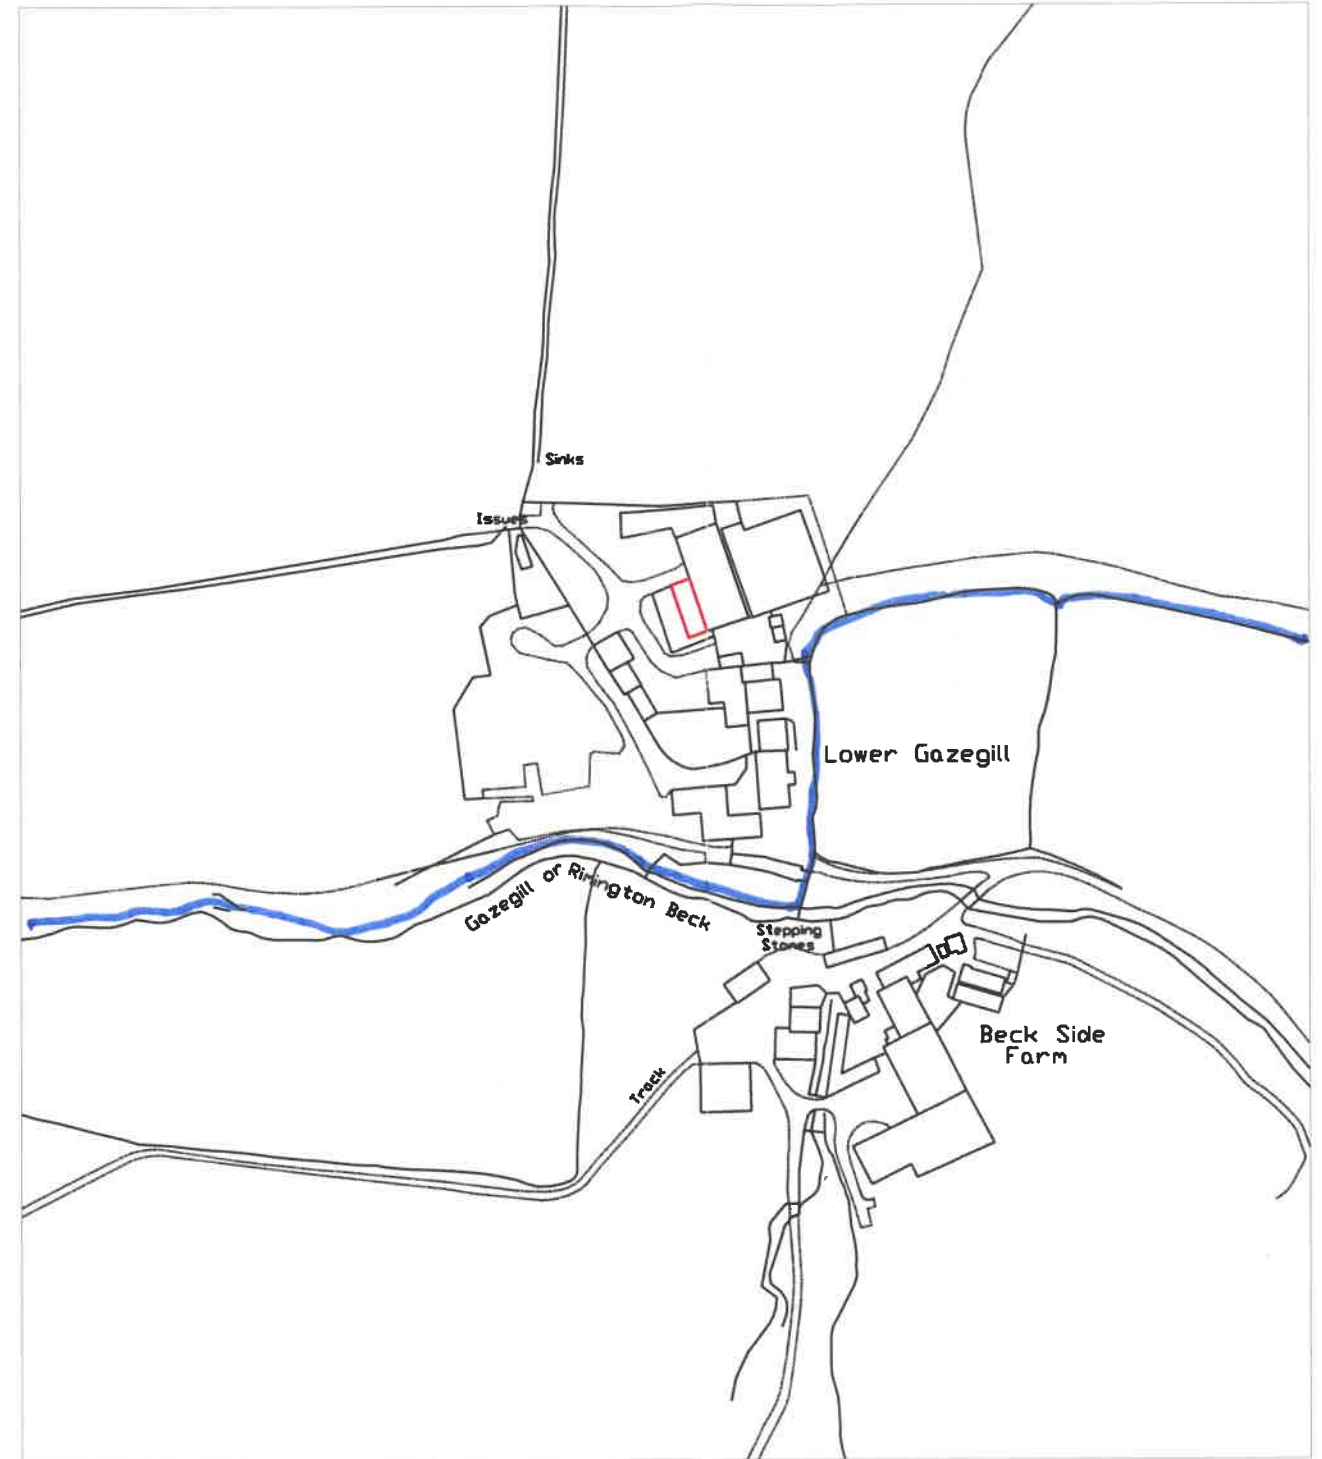 Sinks
Issues
Lower Gazegill
Gazegill or Rimington Beck
Stepping
Stones
Beck Side
Farm
Track